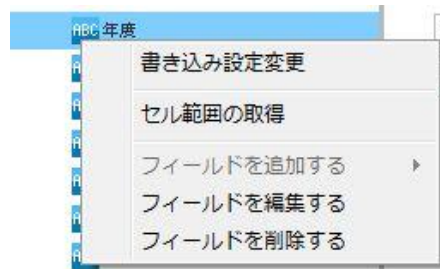 ABC 年度
書き込み設定変更
セル範囲の取得
フィールドを追加する
フィールドを編集する
フィールドを削除する